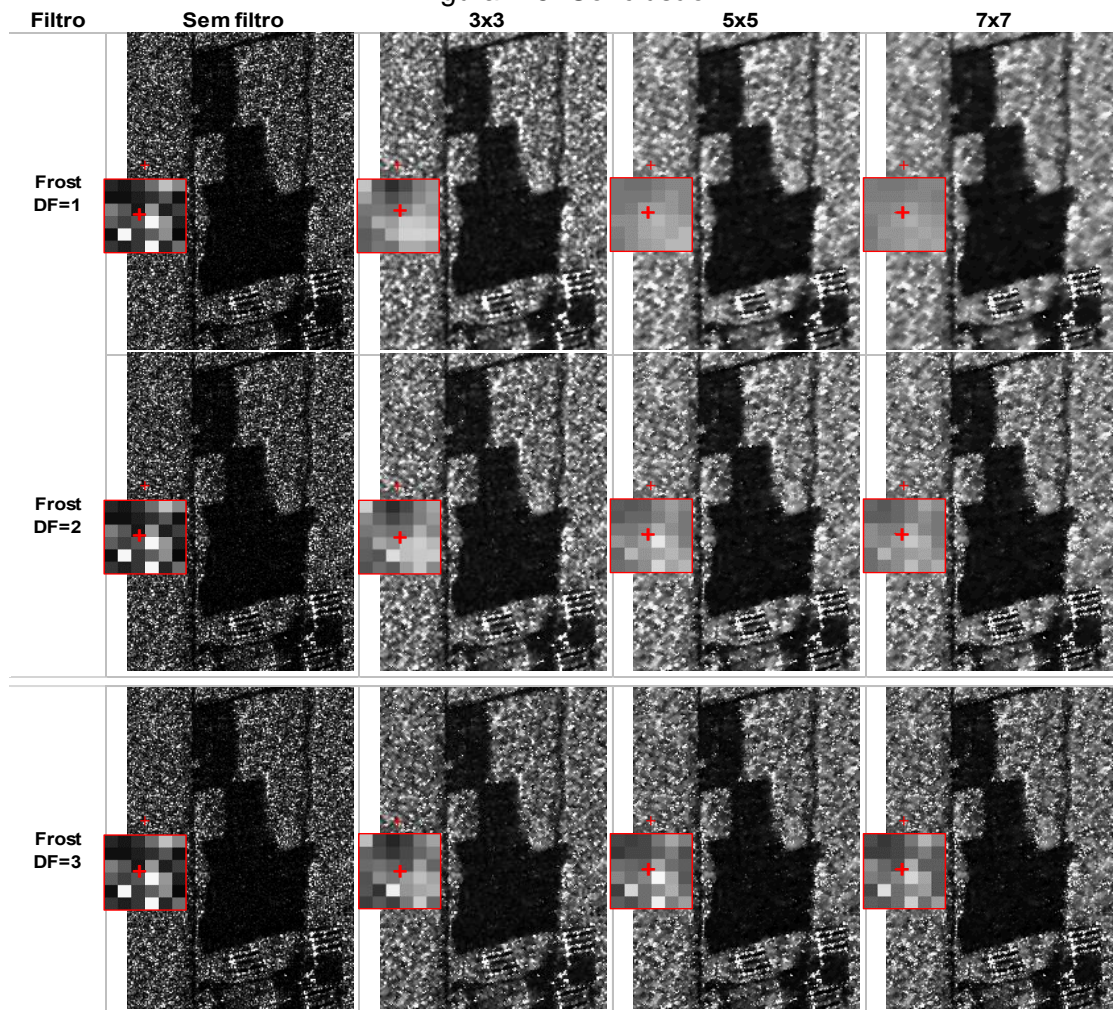 Filtro Sem filtro 3x3 5x5 7x7
Frost
DF=1
Frost
DF=2
Frost
DF=3